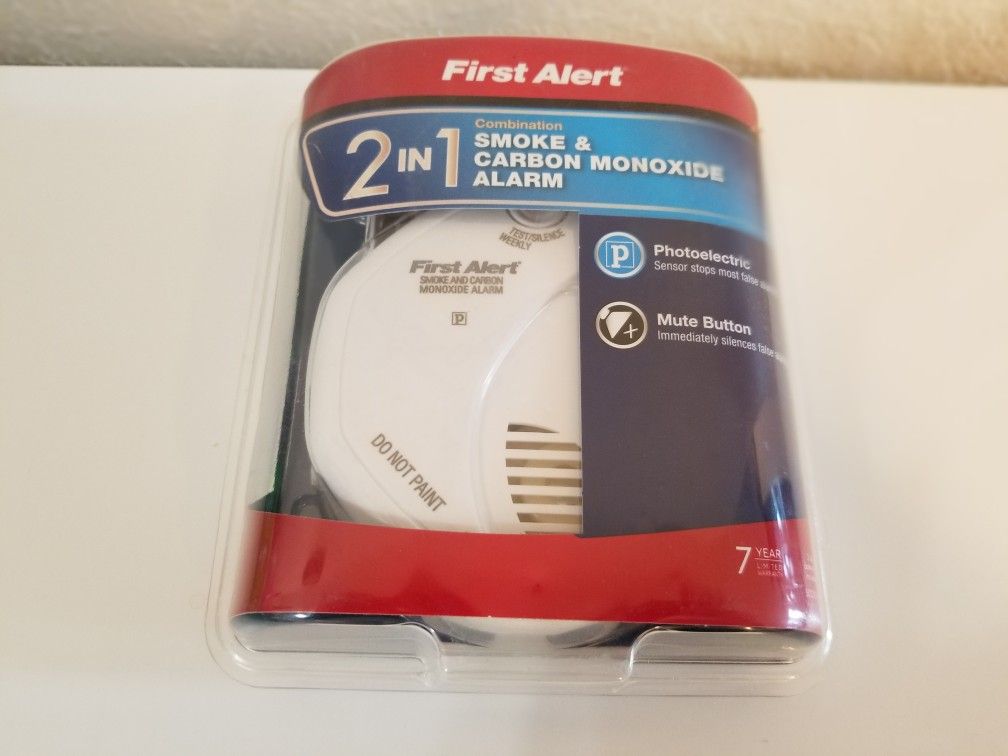 First Alert
2 IN 1
Combination
SMOKE &
CARBON MONOXIDE
ALARM
TEST/SILENCE
WEEKLY
First Alert
SMOKE AND CARBON
MONOXIDE ALARM
P
DO NOT PAINT
P
Photoelectric
Sensor stops most false
Mute Button
Immediately silences false
7 YEAR
LIMITED
WARRANTY